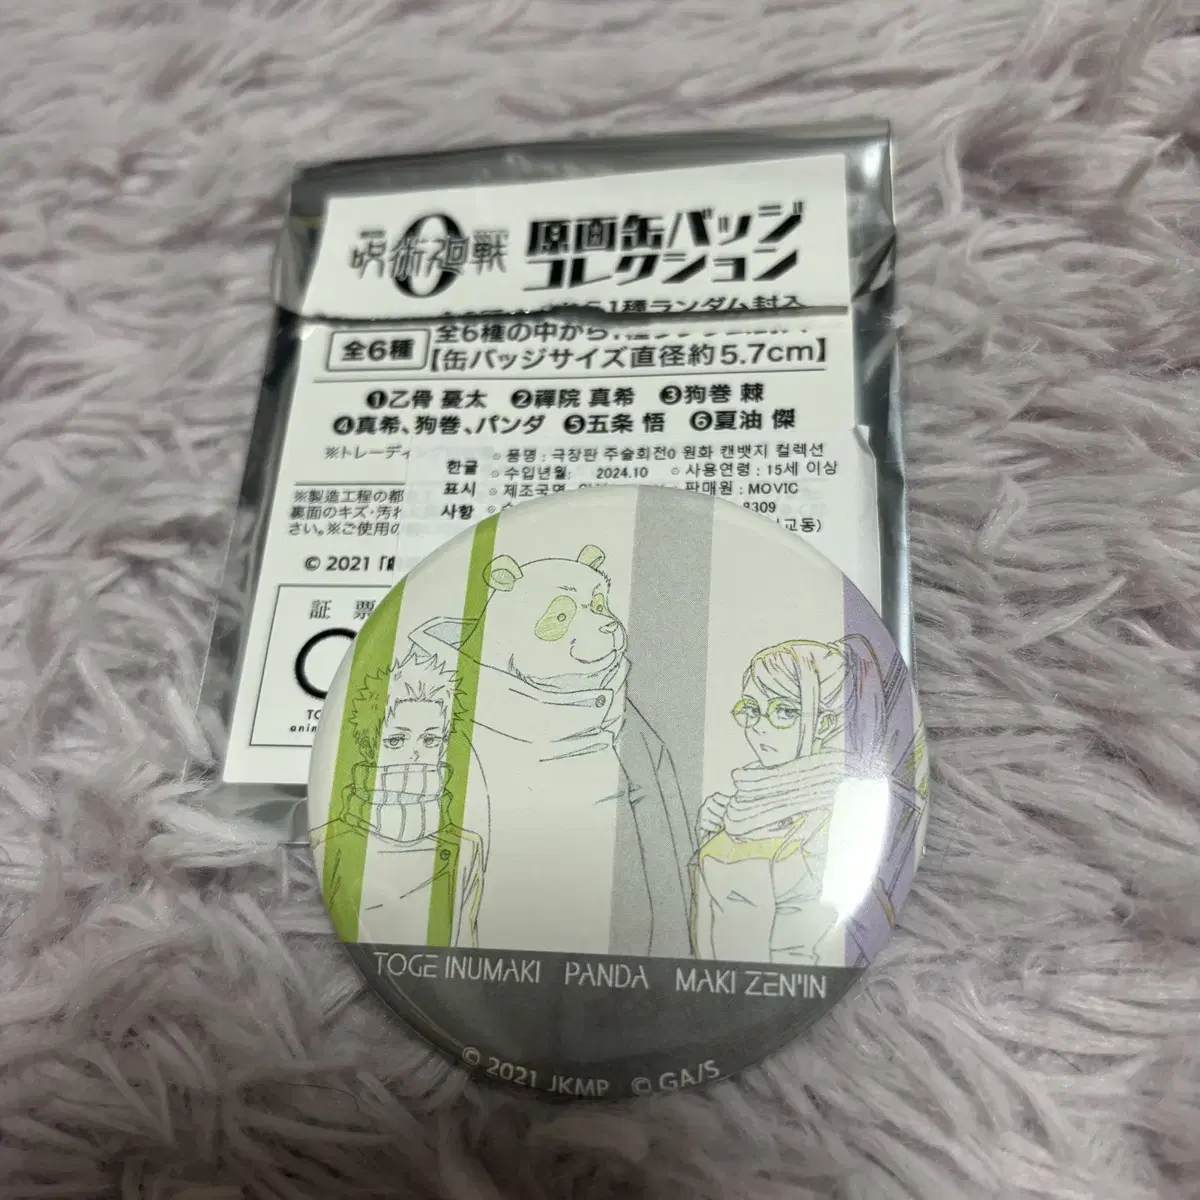 呪術廻戦 0
原画缶バッジ
コレクション
1種ランダム封入
全6種
全6種の中から
【缶バッジサイズ直径約5.7cm】
❶乙骨 憂太 ❷禪院 真希 ❸狗巻 棘
❹真希、狗巻、パンダ ❺五条 悟 ❻夏油 傑
※トレーディ
한글
표시
사항
품명 : 극장판 주술회전0 원화 캔뱃지 컬렉션
수입년월: 2024.10 사용연령 : 15세 이상
제조국명 판매원 : MOVIC
8309
교동)
※製造工程の都
裏面のキズ・汚れ
さい。※ご使用の
© 2021 「
証 票
TO
anim
TOGE INUMAKI PANDA MAKI ZEN'IN
© 2021 JKMP © GA/S